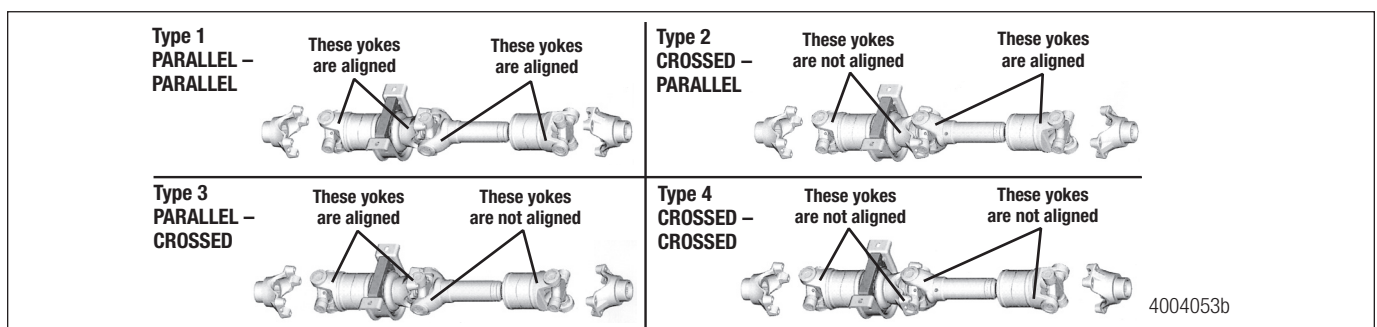 Type 1
PARALLEL –
PARALLEL
These yokes
are aligned
These yokes
are aligned
Type 2
CROSSED –
PARALLEL
These yokes
are not aligned
These yokes
are aligned
Type 3
PARALLEL –
CROSSED
These yokes
are aligned
These yokes
are not aligned
Type 4
CROSSED –
CROSSED
These yokes
are not aligned
These yokes
are not aligned
4004053b